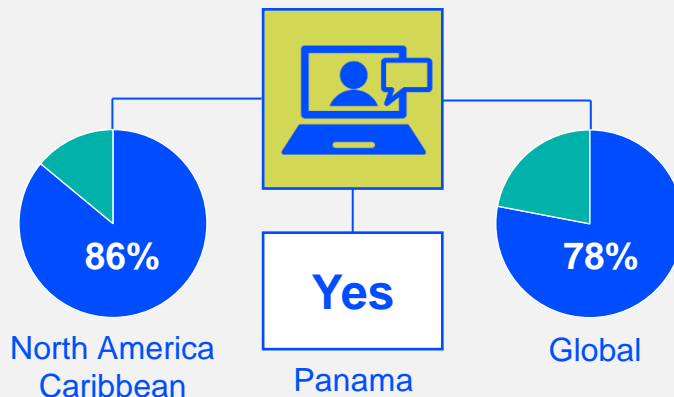 86%
North America
Caribbean
Yes
Panama
78%
Global